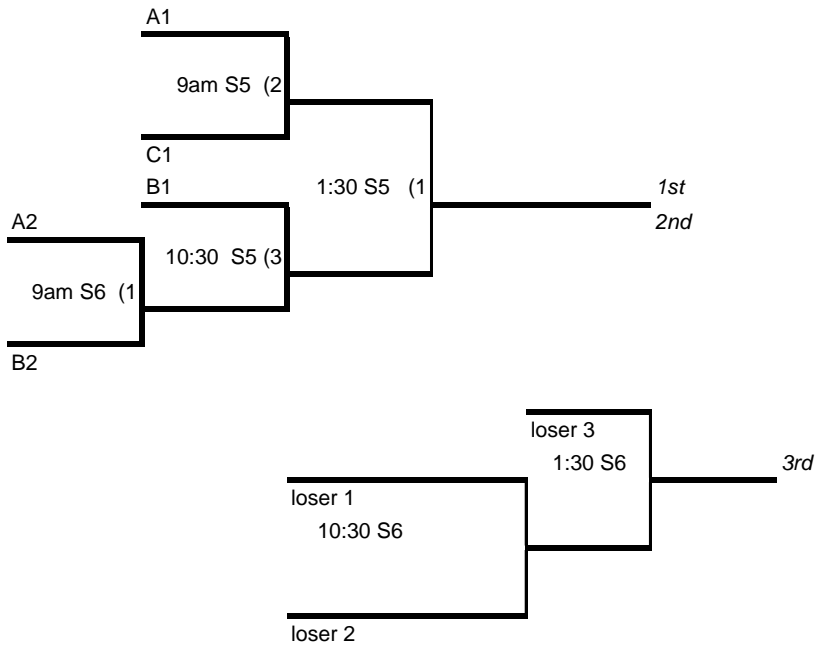 A1
9am S5 (2
C1
B1
1:30 S5 (1
1st
2nd
A2
10:30 S5 (3
9am S6 (1
B2
loser 3
1:30 S6
3rd
loser 1
10:30 S6
loser 2